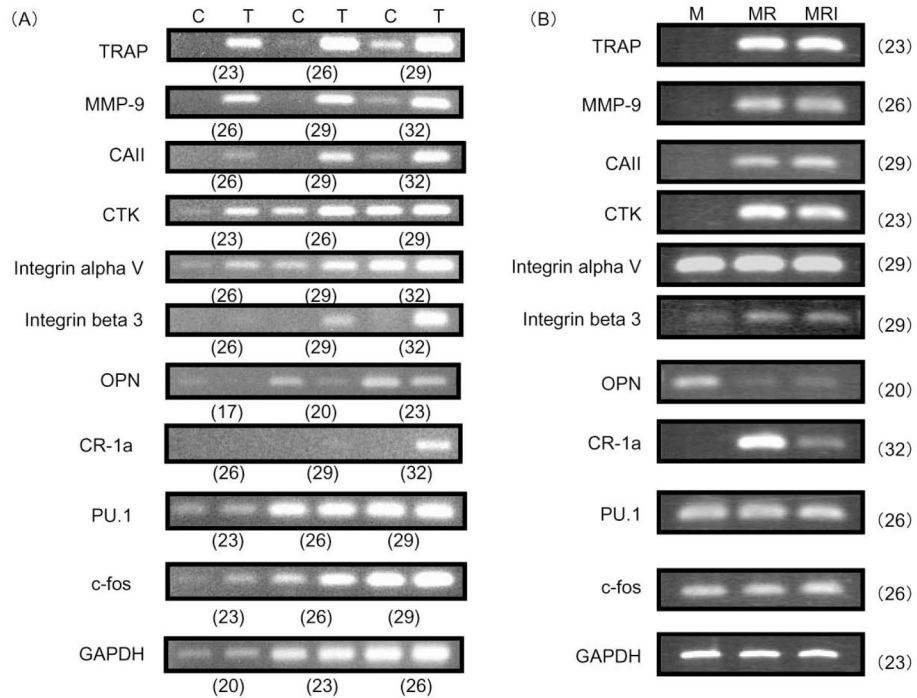 (A)
C T C T C T
TRAP
(23) (26) (29)
MMP-9
(26) (29) (32)
CAII
(26) (29) (32)
CTK
(23) (26) (29)
Integrin alpha V
(26) (29) (32)
Integrin beta 3
(26) (29) (32)
OPN
(17) (20) (23)
CR-1a
(26) (29) (32)
PU.1
(23) (26) (29)
c-fos
(23) (26) (29)
GAPDH
(20) (23) (26)
(B)
M MR MRI
TRAP (23)
MMP-9 (26)
CAII (29)
CTK (23)
Integrin alpha V (29)
Integrin beta 3 (29)
OPN (20)
CR-1a (32)
PU.1 (26)
c-fos (26)
GAPDH (23)